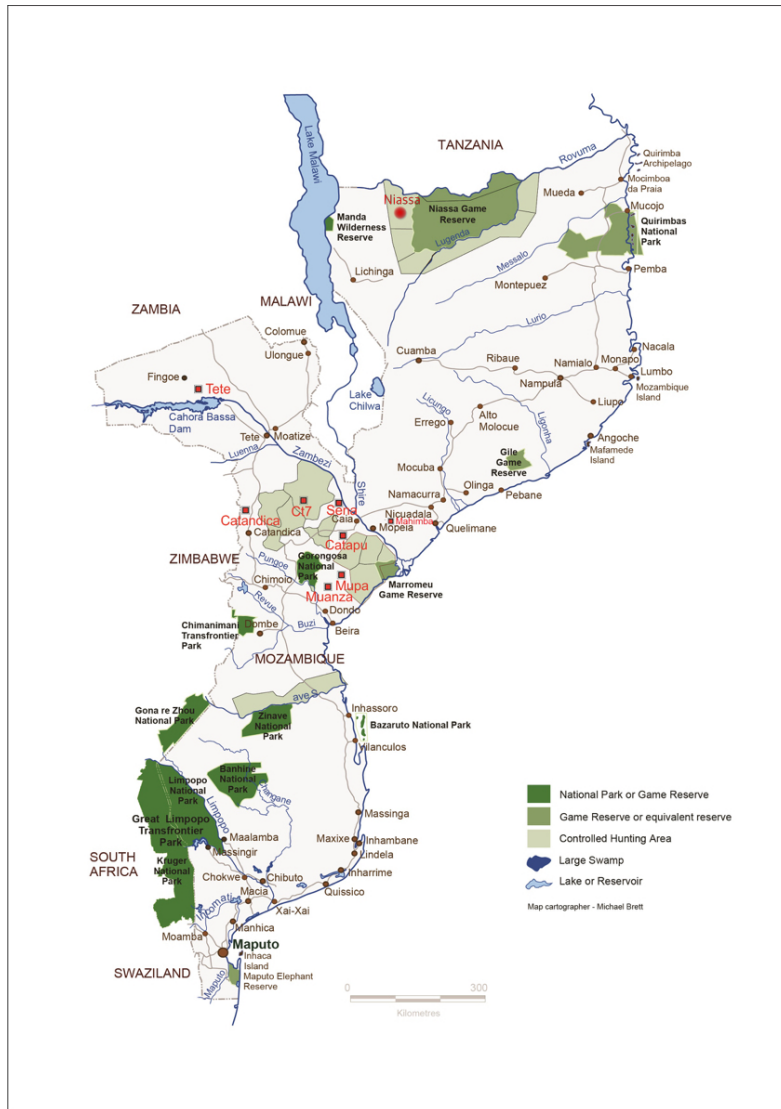 TANZANIA
Rovuma
Quirimba
Archipelago
Mocimboa
da Praia
Mueda
Lake Malawi
Niassa
Niassa Game
Reserve
Mucojo
Manda
Wilderness
Reserve
Quirimbas
National
Park
Lugenda
Messalo
Lichinga
Pemba
Montepuez
ZAMBIA
MALAWI
Lurio
Colomue
Ulongue
Cuamba
Ribaue
Namialo
Monapo
Nacala
Lumbo
Fingoe
Tete
Nampula
Mozambique
Island
Lake
Chilwa
Licungo
Liupo
Cahora Bassa
Dam
Alto
Molocue
Ligonha
Errego
Tete
Moatize
Angoche
Mafamede
Island
Luenna
Zambezi
Gile
Game
Reserve
Mocuba
Shire
Olinga
Namacurra
Pebane
Ct7
Sena
Nicuadala
Catandica
Caia
Mahimba
Mopeia
Quelimane
Catandica
Catapu
ZIMBABWE
Pungoe
Gorongosa
National
Park
Chimoio
Mupa
Marromeu
Game Reserve
Muanza
Revue
Dondo
Chimanimani
Transfrontier
Park
Dombe
Buzi
Beira
MOZAMBIQUE
ave S
Gona re Zhou
National Park
Zinave
National
Park
Inhassoro
Bazaruto National Park
Vilanculos
Limpopo
National
Park
Banhine
National
Park
Changane
Great Limpopo
Transfrontier
Park
Limpopo
Massinga
Maalamba
Maxixe
Inhambane
Massingir
Lindela
SOUTH
AFRICA
Kruger
National
Park
Inharrime
Chokwe
Chibuto
Quissico
Macia
Incomati
Xai-Xai
Manhica
Moamba
Maputo
Inhaca
Island
SWAZILAND
Maputo
Maputo Elephant
Reserve
0
300
Kilometres
National Park or Game Reserve
Game Reserve or equivalent reserve
Controlled Hunting Area
Large Swamp
Lake or Reservoir
Map cartographer - Michael Brett